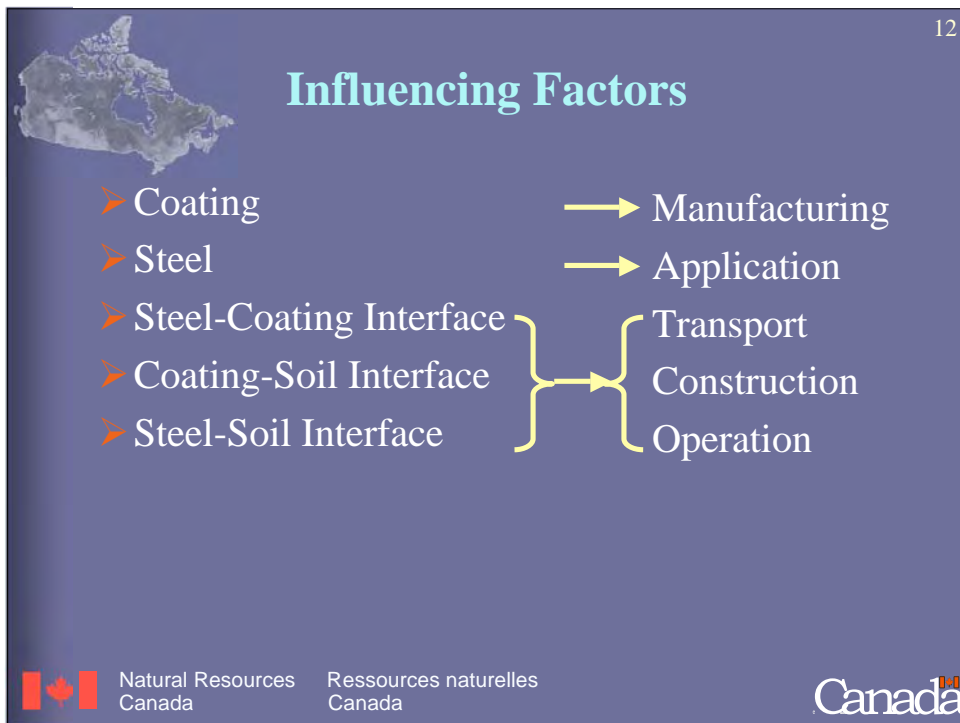 12
Influencing Factors
Coating
Steel
Steel-Coating Interface
Coating-Soil Interface
Steel-Soil Interface
Manufacturing
Application
Transport
Construction
Operation
Natural Resources
Canada
Ressources naturelles
Canada
Canada